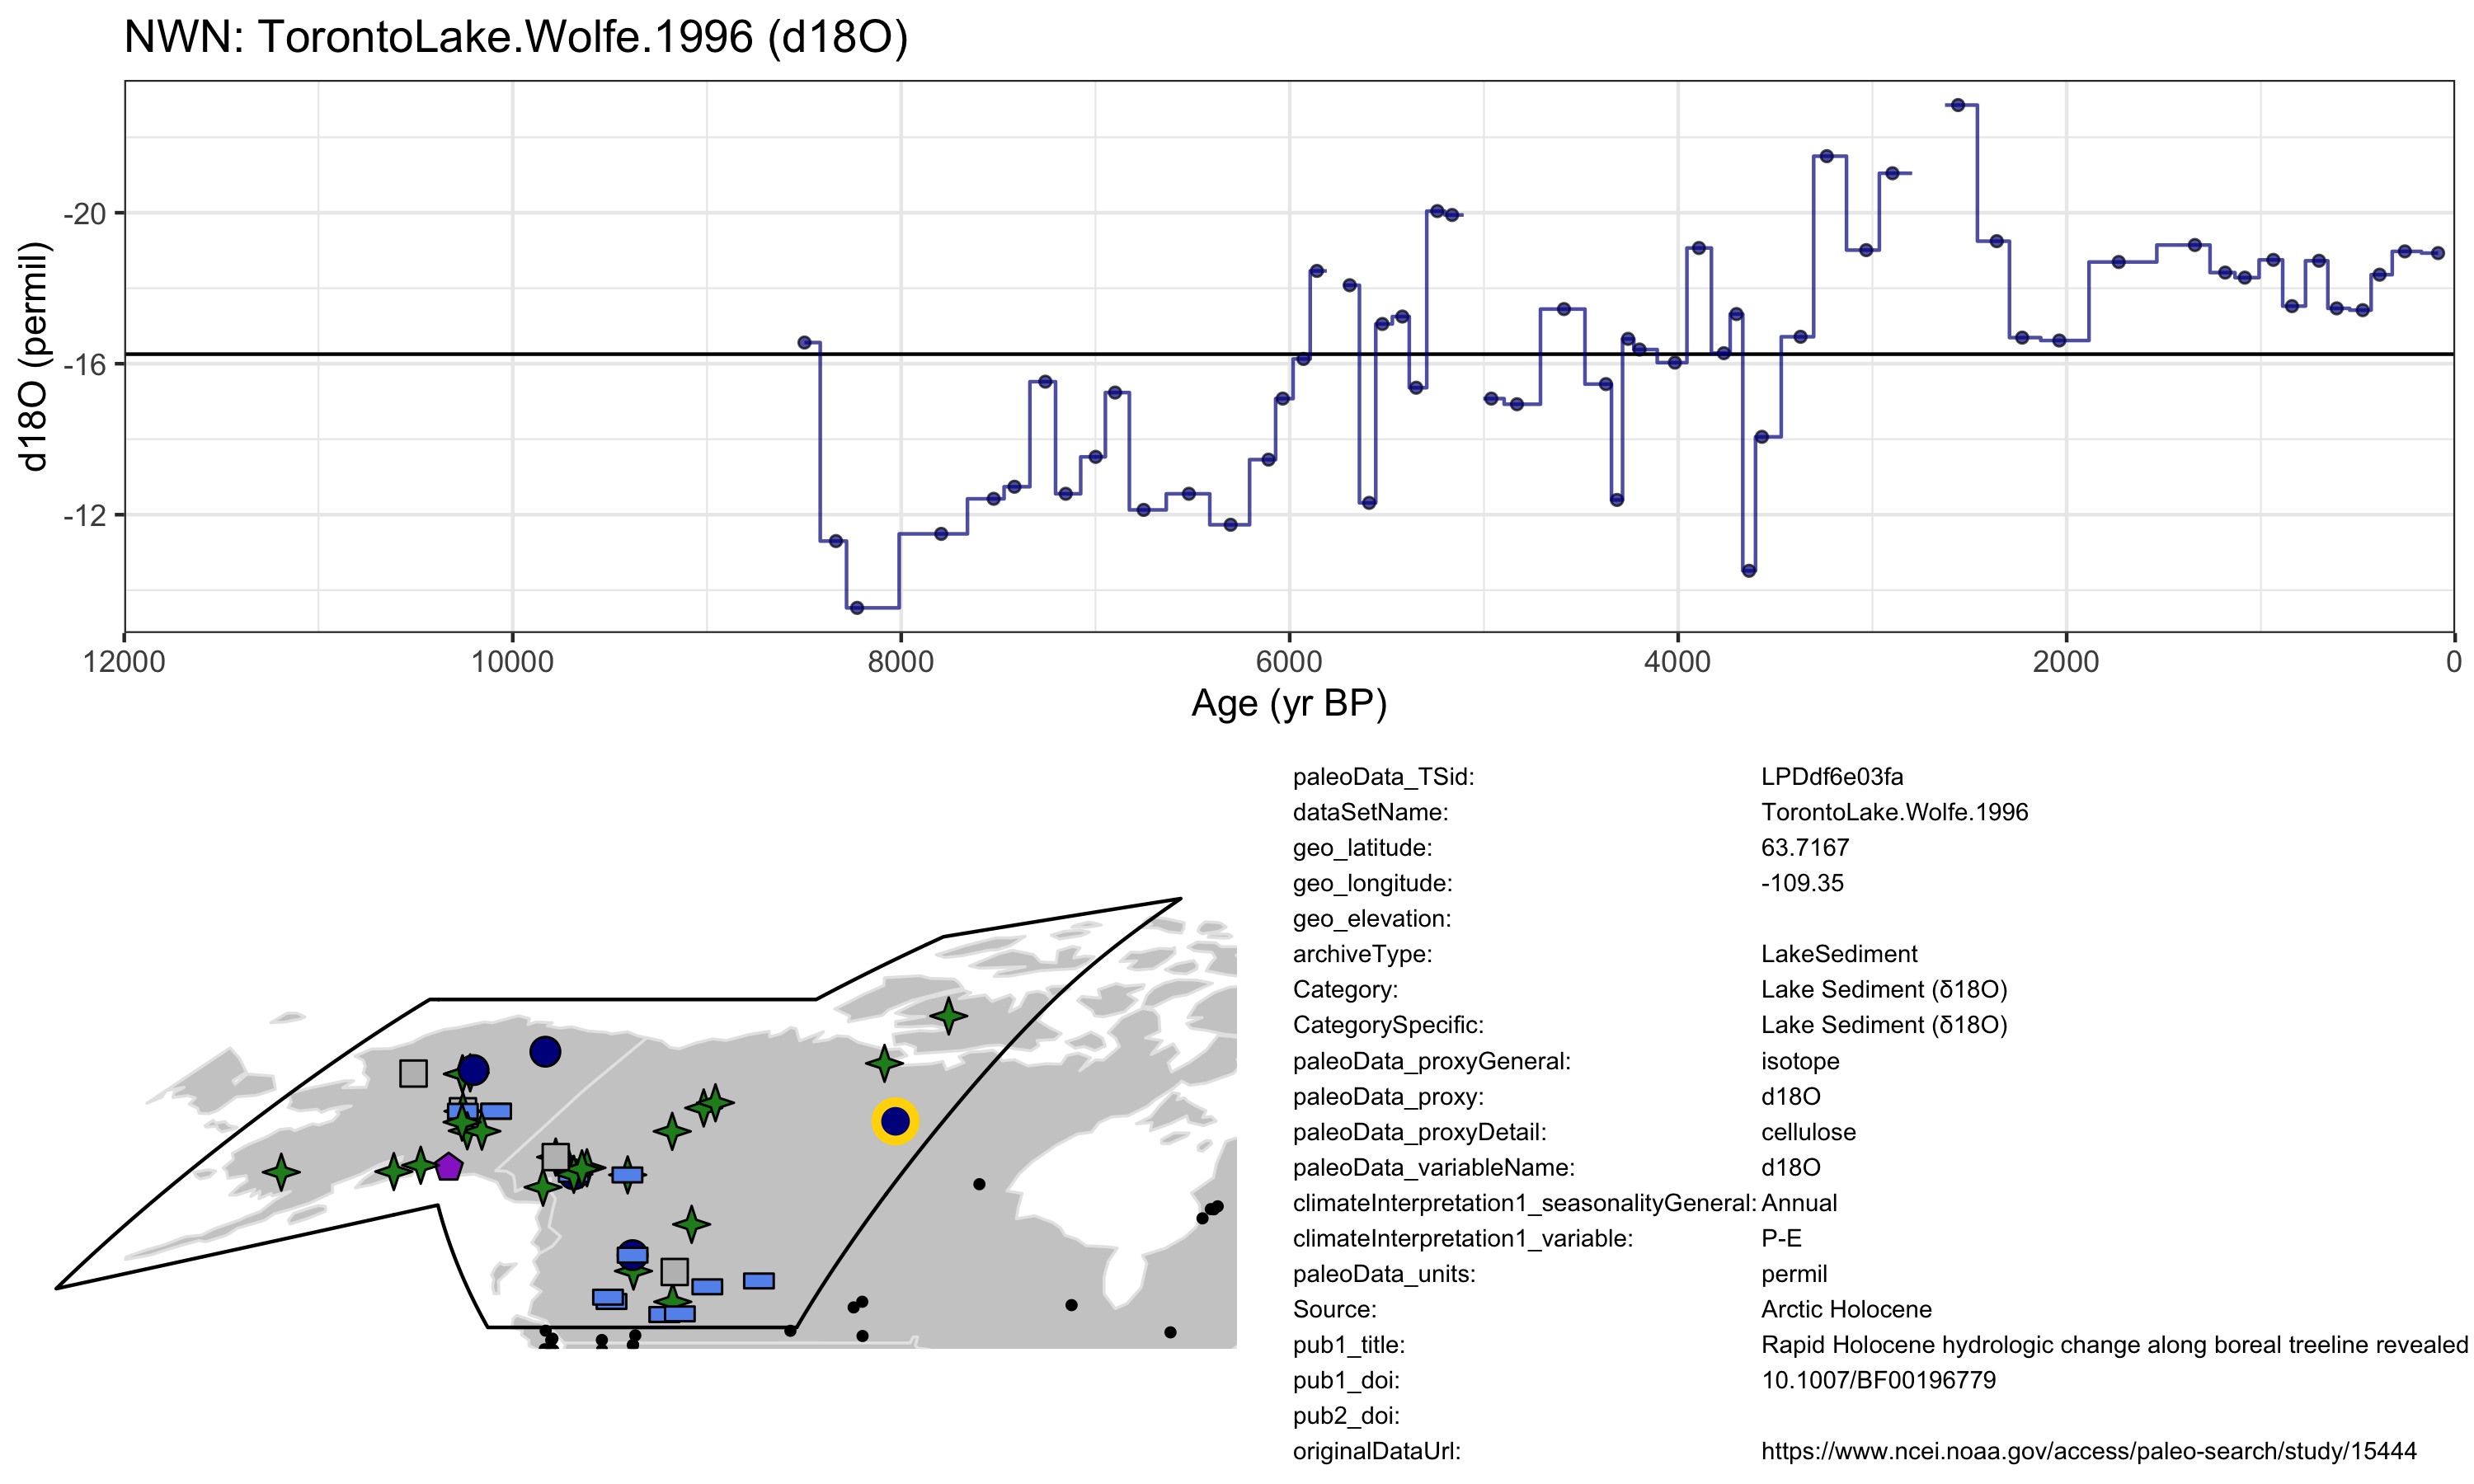 NWN: TorontoLake.Wolfe.1996 (d18O)
d18O (permil)
-20
-16
-12
12000 10000 8000 6000 4000 2000 0
Age (yr BP)
paleoData_TSid: LPDdf6e03fa
dataSetName: TorontoLake.Wolfe.1996
geo_latitude: 63.7167
geo_longitude: -109.35
geo_elevation:
archiveType: LakeSediment
Category: Lake Sediment (δ18O)
CategorySpecific: Lake Sediment (δ18O)
paleoData_proxyGeneral: isotope
paleoData_proxy: d18O
paleoData_proxyDetail: cellulose
paleoData_variableName: d18O
climateInterpretation1_seasonalityGeneral: Annual
climateInterpretation1_variable: P-E
paleoData_units: permil
Source: Arctic Holocene
pub1_title: Rapid Holocene hydrologic change along boreal treeline revealed
pub1_doi: 10.1007/BF00196779
pub2_doi:
originalDataUrl: https://www.ncei.noaa.gov/access/paleo-search/study/15444